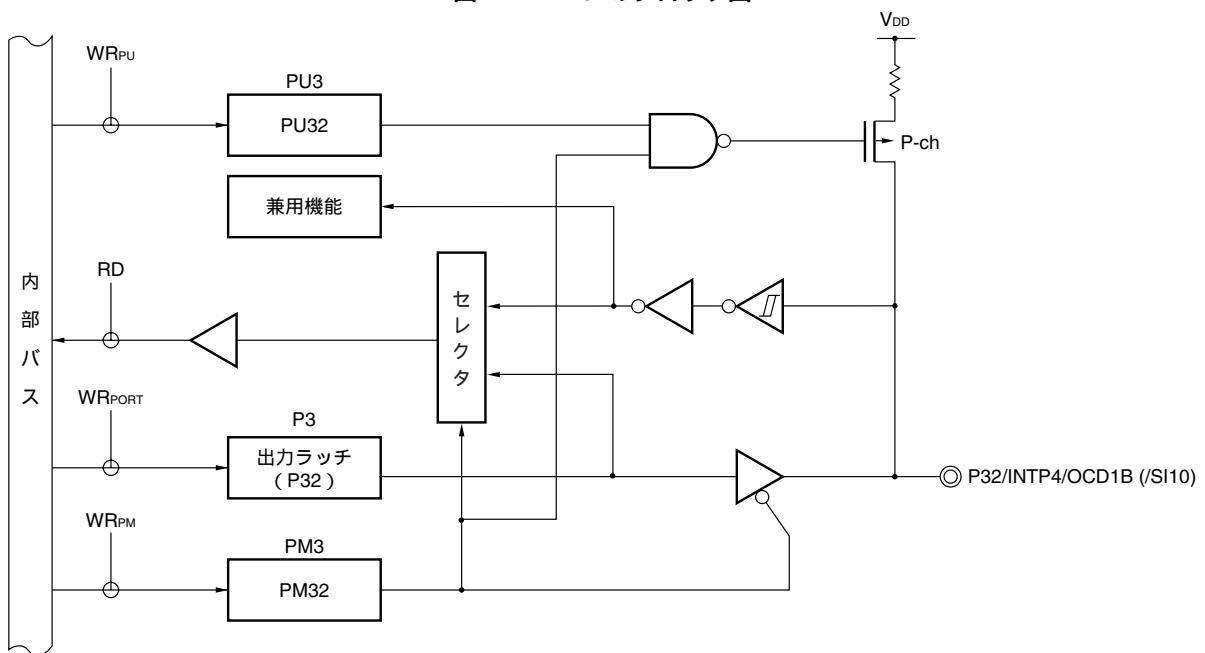 VDD
WRPU
PU3
PU32
P-ch
兼用機能
RD
セレクタ
内部バス
WRPORT
P3
出力ラッチ
（P32）
P32/INTP4/OCD1B (/SI10)
WRPM
PM3
PM32